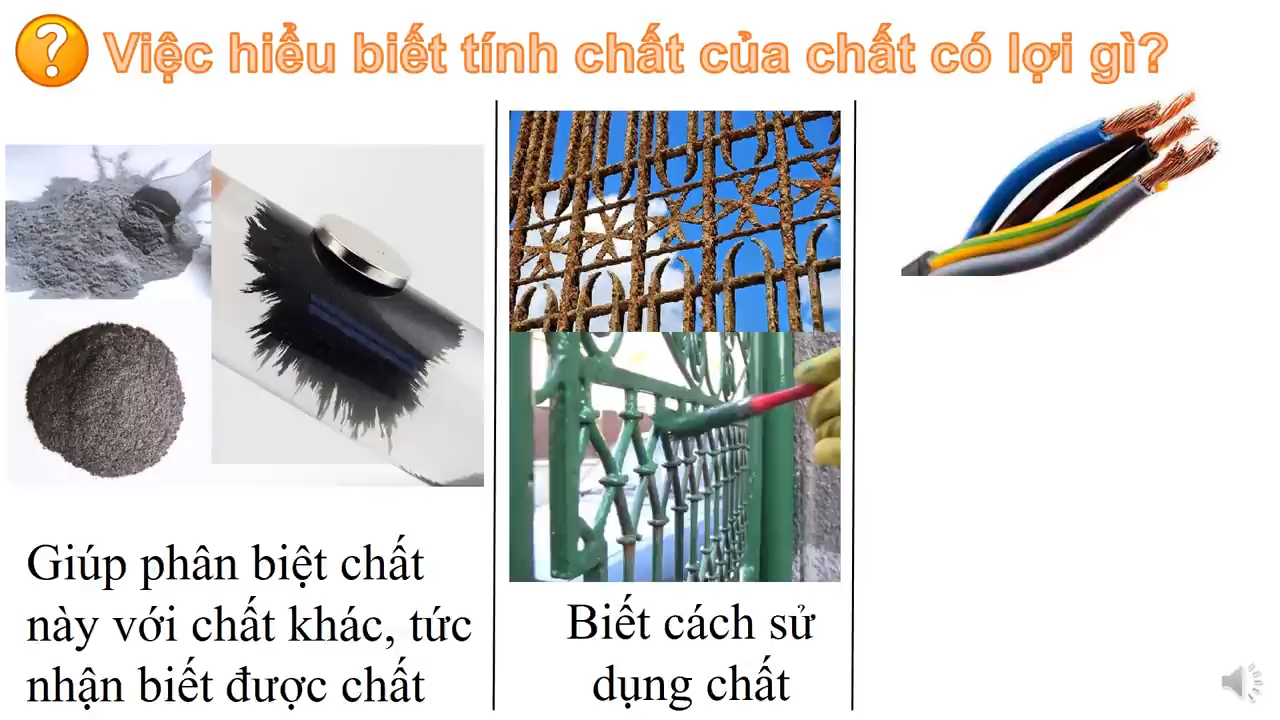 Việc hiểu biết tính chất của chất có lợi gì?
Giúp phân biệt chất
này với chất khác, tức
nhận biết được chất
Biết cách sử
dụng chất